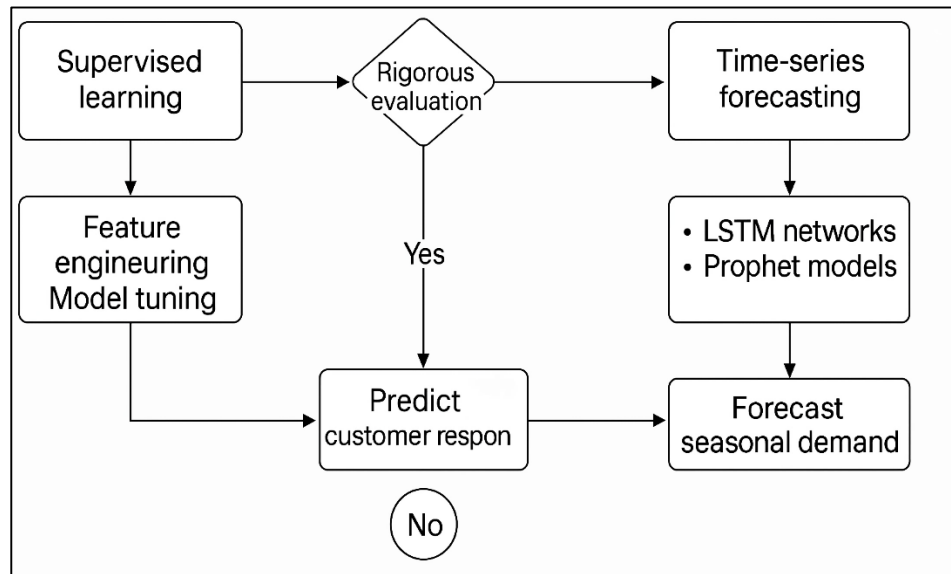 Supervised
learning
Rigorous
evaluation
Time-series
forecasting
Feature
engineuring
Model tuning
Yes
• LSTM networks
• Prophet models
Predict
customer respon
Forecast
seasonal demand
No